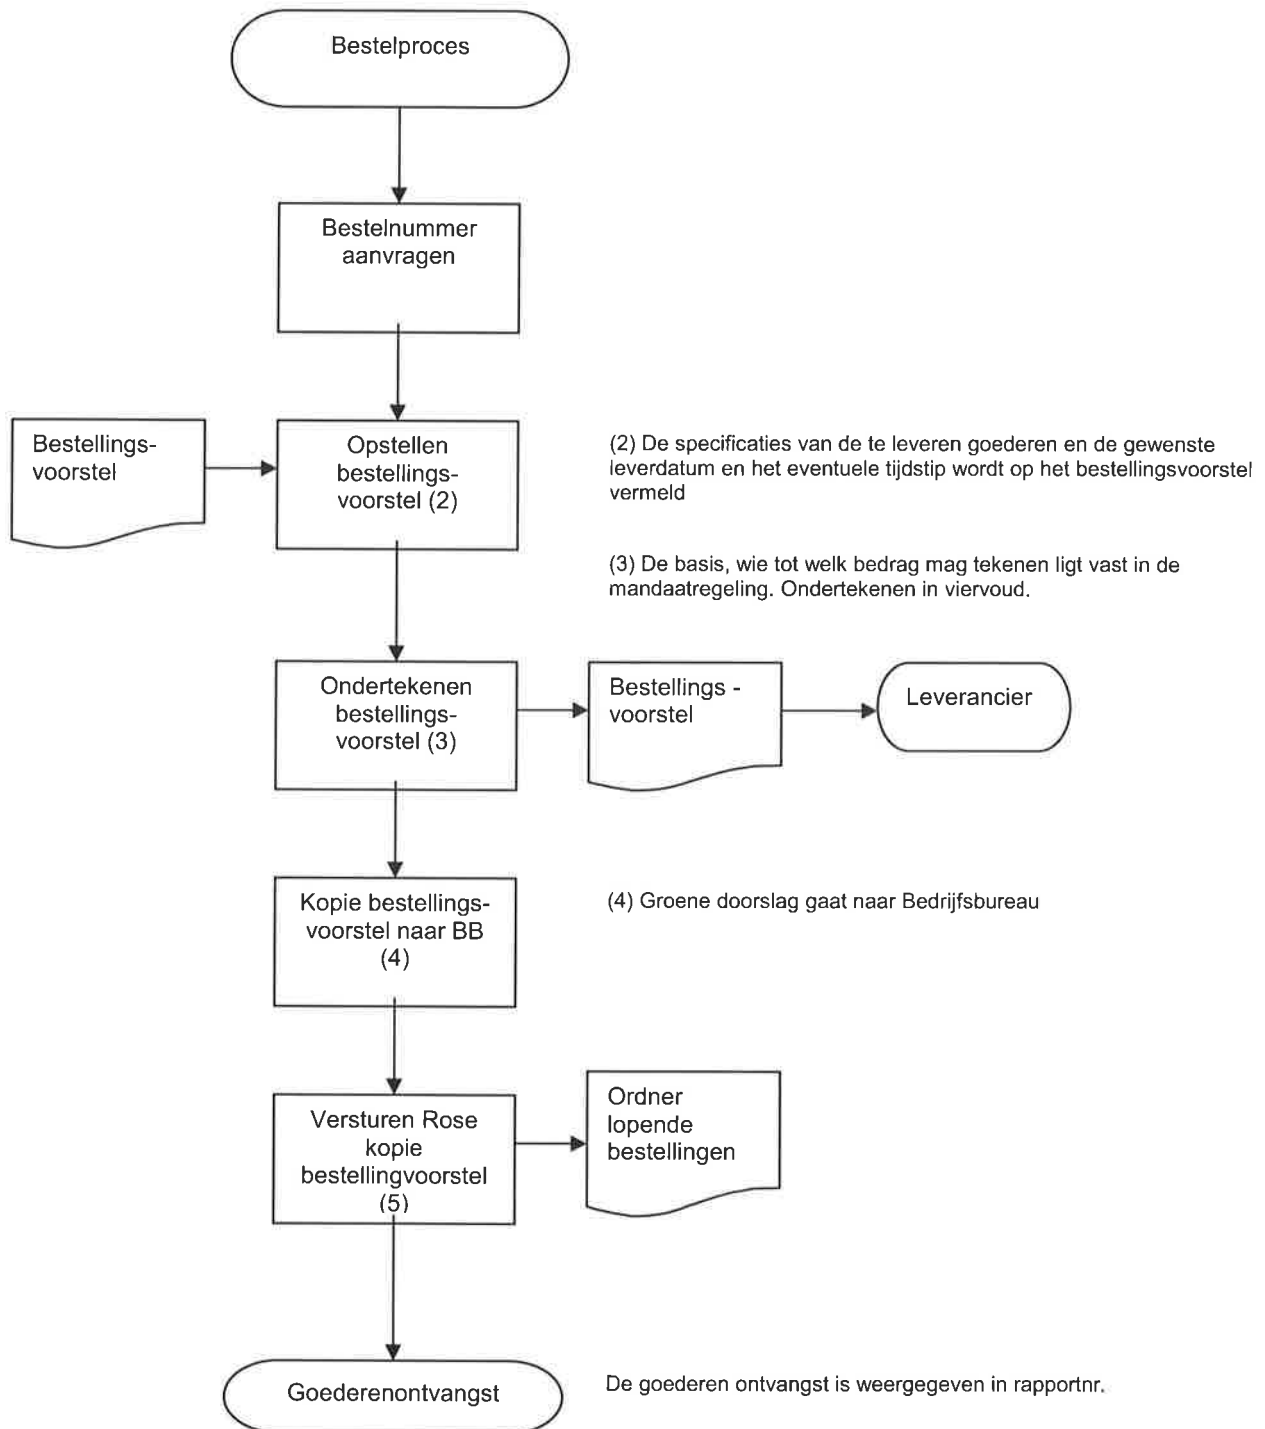 Bestelproces
Bestelnummer
aanvragen
Bestellings-
voorstel
Opstellen
bestellings-
voorstel (2)
(2) De specificaties van de te leveren goederen en de gewenste
leverdatum en het eventuele tijdstip wordt op het bestellingsvoorstel
vermeld
(3) De basis, wie tot welk bedrag mag tekenen ligt vast in de
mandaatregeling. Ondertekenen in viervoud.
Ondertekenen
bestellings-
voorstel (3)
Bestellings -
voorstel
Leverancier
Kopie bestellings-
voorstel naar BB
(4)
(4) Groene doorslag gaat naar Bedrijfsbureau
Versturen Rose
kopie
bestellingvoorstel
(5)
Ordner
lopende
bestellingen
Goederenontvangst
De goederen ontvangst is weergegeven in rapportnr.